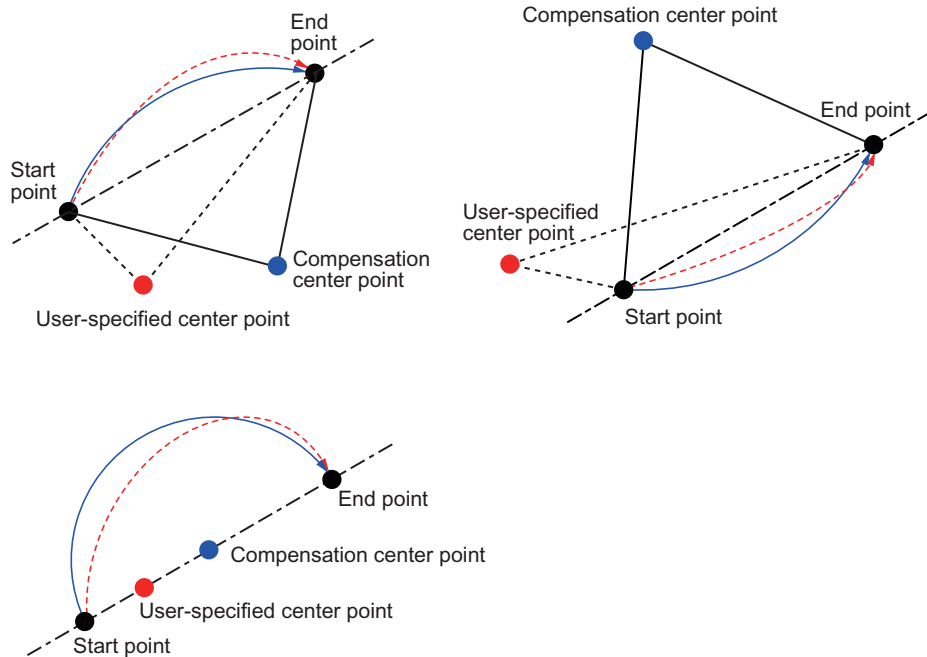 End
point
Start
point
Compensation
center point
User-specified center point
Compensation center point
End point
User-specified
center point
Start point
End point
Compensation center point
User-specified center point
Start point